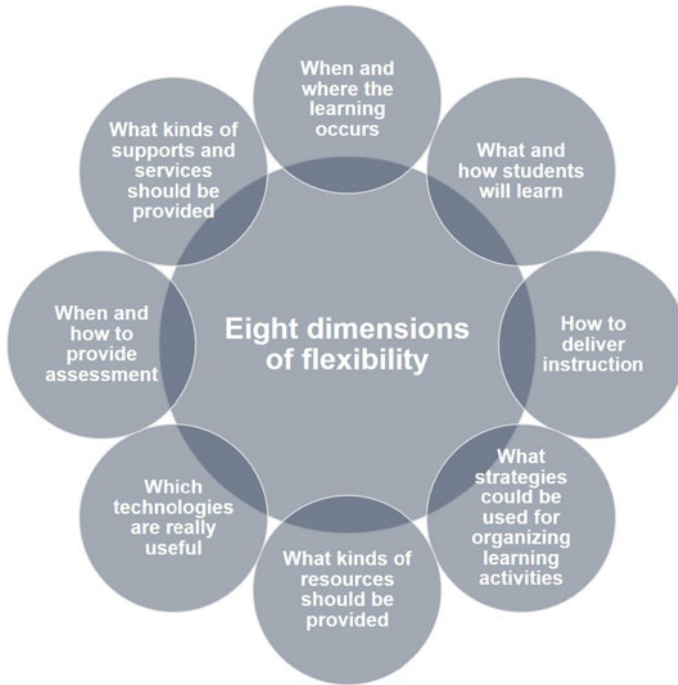 When and
where the
learning
occurs
What and
how students
will learn
How to
deliver
instruction
What
strategies
could be
used for
organizing
learning
activities
What kinds of
resources
should be
provided
Which
technologies
are really
useful
When and
how to
provide
assessment
What kinds of
supports and
services
should be
provided
Eight dimensions
of flexibility